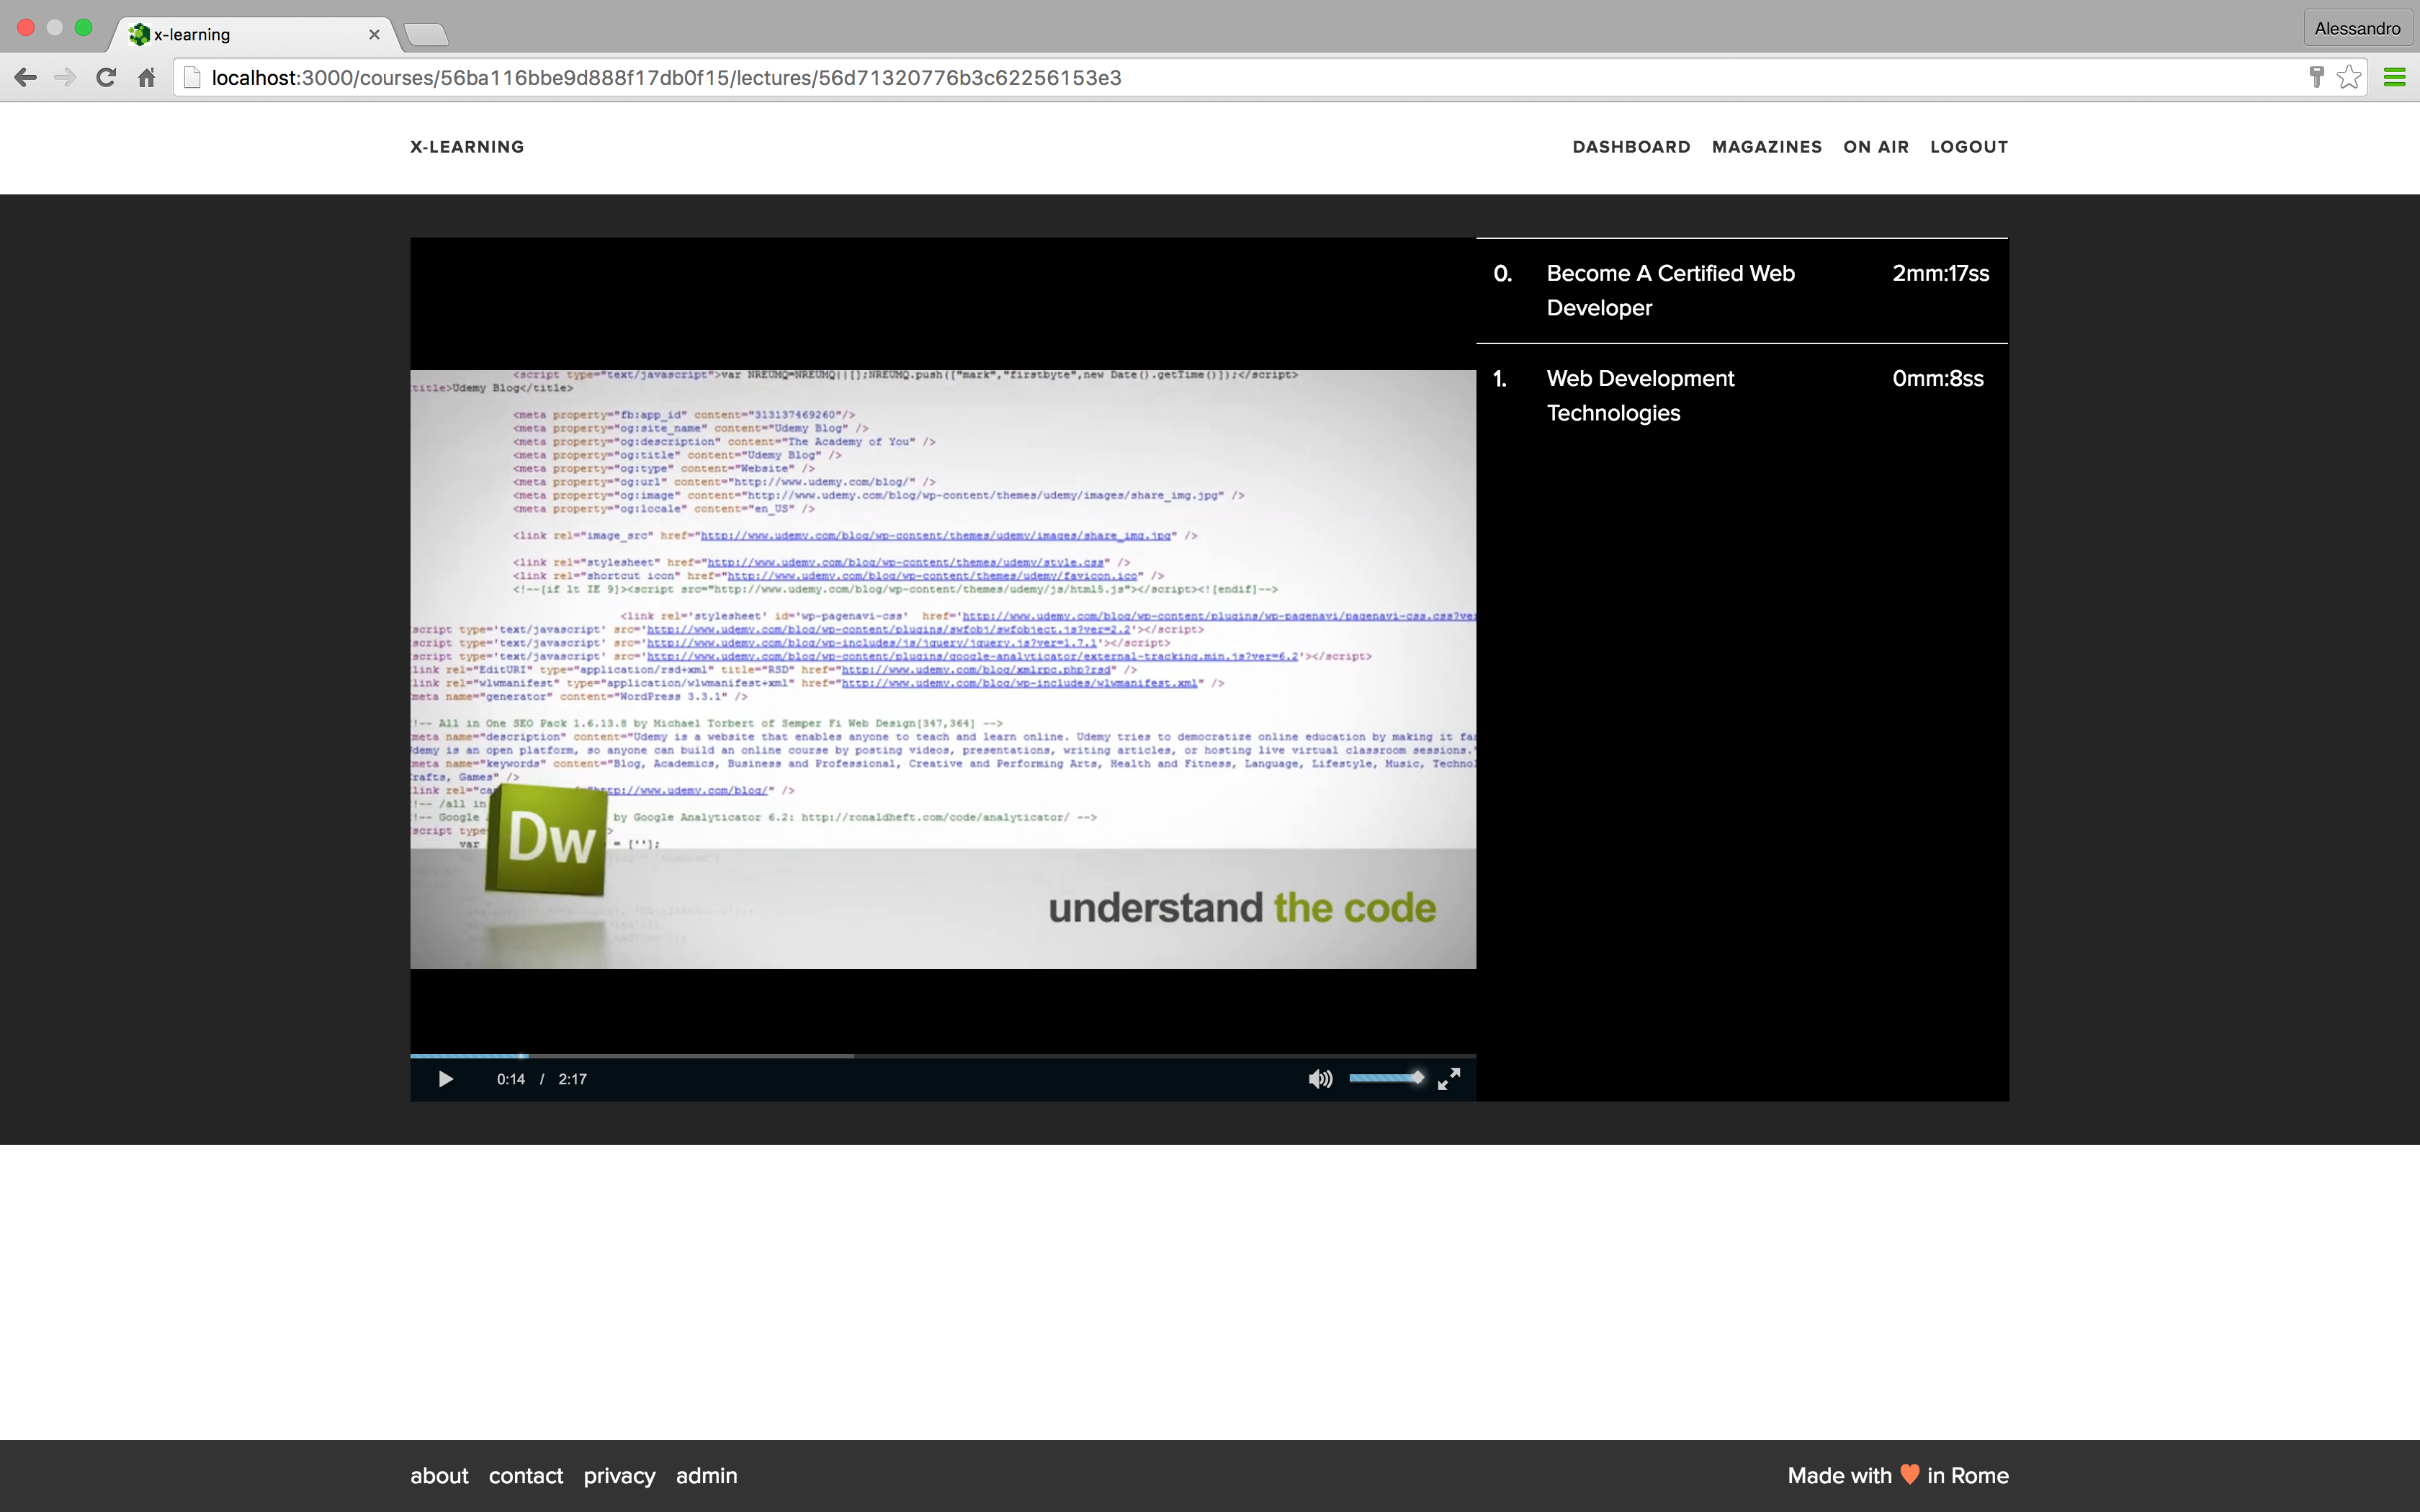 x-learning
Alessandro
localhost:3000/courses/56ba116bbe9d888f17db0f15/lectures/56d71320776b3c62256153e3
X-LEARNING
DASHBOARD MAGAZINES ON AIR LOGOUT
0. Become A Certified Web Developer 2mm:17ss
1. Web Development Technologies 0mm:8ss
<script type="text/javascript">var NREUMQ=NREUMQ||[];NREUMQ.push(["mark","firstbyte",new Date().getTime()]);</script>
title>Udemy Blog</title>
<meta property="fb:app_id" content="313137469260"/>
<meta property="og:site_name" content="Udemy Blog" />
<meta property="og:description" content="The Academy of You" />
<meta property="og:title" content="Udemy Blog" />
<meta property="og:type" content="Website" />
<meta property="og:url" content="http://www.udemy.com/blog/" />
<meta property="og:image" content="http://www.udemy.com/blog/wp-content/themes/udemy/images/share_img.jpg" />
<meta property="og:locale" content="en_US" />
<link rel="image_src" href="http://www.udemy.com/blog/wp-content/themes/udemy/images/share_img.jpg" />
<link rel="stylesheet" href="http://www.udemy.com/blog/wp-content/themes/udemy/style.css" />
<link rel="shortcut icon" href="http://www.udemy.com/blog/wp-content/themes/udemy/favicon.ico" />
<!--[if lt IE 9]><script src="http://www.udemy.com/blog/wp-content/themes/udemy/js/html5.js"></script><![endif]-->
<link rel='stylesheet' id='wp-pagenavi-css' href='http://www.udemy.com/blog/wp-content/plugins/wp-pagenavi/pagenavi-css.css?ver
script type='text/javascript' src='http://www.udemy.com/blog/wp-content/plugins/swfobj/swfobject.js?ver=2.2'></script>
script type='text/javascript' src='http://www.udemy.com/blog/wp-includes/js/jquery/jquery.js?ver=1.7.1'></script>
script type='text/javascript' src='http://www.udemy.com/blog/wp-content/plugins/google-analyticator/external-tracking.min.js?ver=6.2'></script>
link rel="EditURI" type="application/rsd+xml" title="RSD" href="http://www.udemy.com/blog/xmlrpc.php?rsd" />
link rel="wlwmanifest" type="application/wlwmanifest+xml" href="http://www.udemy.com/blog/wp-includes/wlwmanifest.xml" />
meta name="generator" content="WordPress 3.3.1" />
!-- All in One SEO Pack 1.6.13.8 by Michael Torbert of Semper Fi Web Design[347,364] -->
meta name="description" content="Udemy is a website that enables anyone to teach and learn online. Udemy tries to democratize online education by making it fa
demy is an open platform, so anyone can build an online course by posting videos, presentations, writing articles, or hosting live virtual classroom sessions."
meta name="keywords" content="Blog, Academics, Business and Professional, Creative and Performing Arts, Health and Fitness, Language, Lifestyle, Music, Technol
rafts, Games" />
link rel="ca http://www.udemy.com/blog/" />
!-- /all in
!-- Google by Google Analyticator 6.2: http://ronaldheft.com/code/analyticator/ -->
script type >
var = [''];
Dw
understand the code
0:14 / 2:17
about contact privacy admin
Made with in Rome